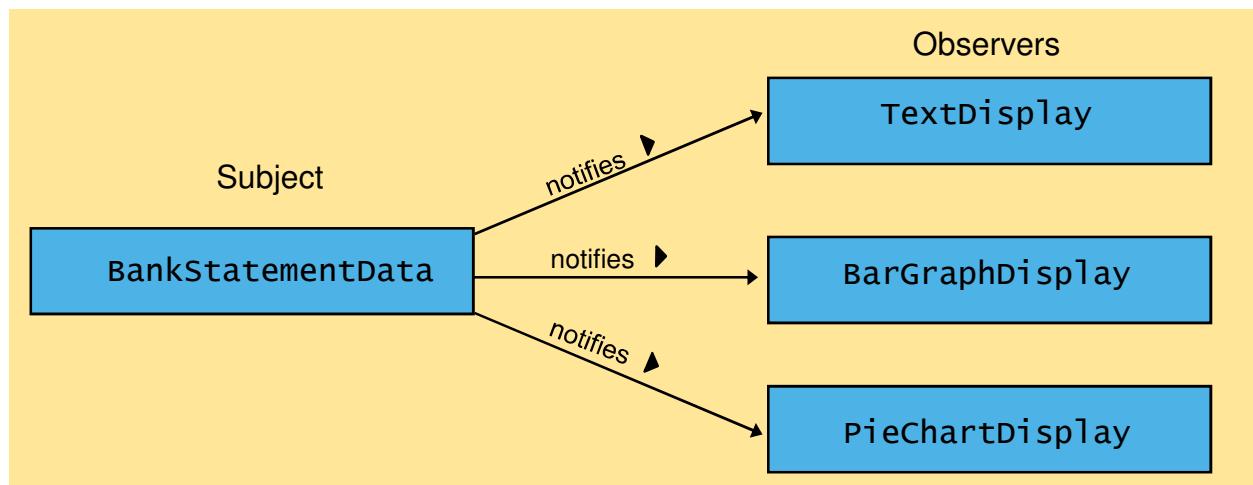 Observers
TextDisplay
notifies
Subject
BankStatementData
notifies
BarGraphDisplay
notifies
PieChartDisplay